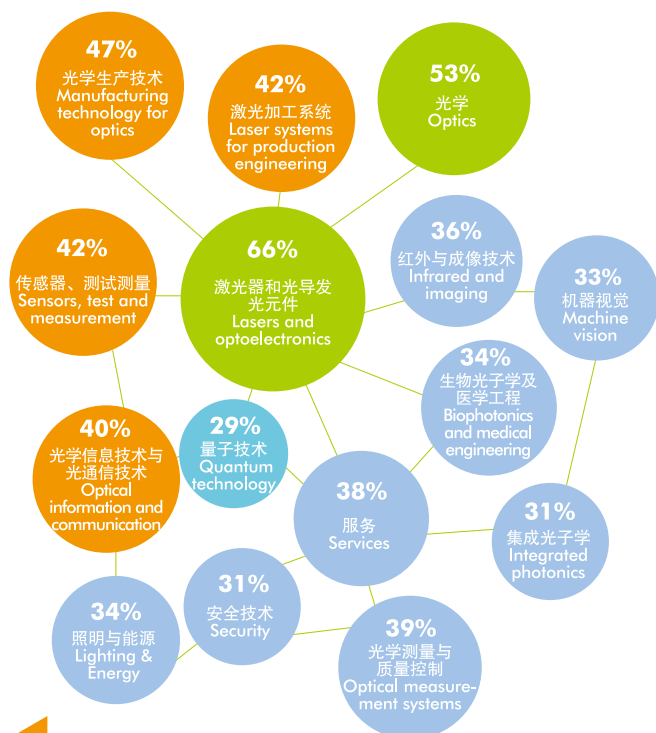 47%
光学生产技术
Manufacturing
technology for
optics
42%
激光加工系统
Laser systems
for production
engineering
53%
光学
Optics
42%
传感器、测试测量
Sensors, test and
measurement
66%
激光器和光导发
光元件
Lasers and
optoelectronics
36%
红外与成像技术
Infrared and
imaging
33%
机器视觉
Machine
vision
34%
生物光子学及
医学工程
Biophotonics
and medical
engineering
40%
光学信息技术与
光通信技术
Optical
information and
communication
29%
量子技术
Quantum
technology
38%
服务
Services
31%
集成光子学
Integrated
photonics
34%
照明与能源
Lighting &
Energy
31%
安全技术
Security
39%
光学测量与
质量控制
Optical measure-
ment systems